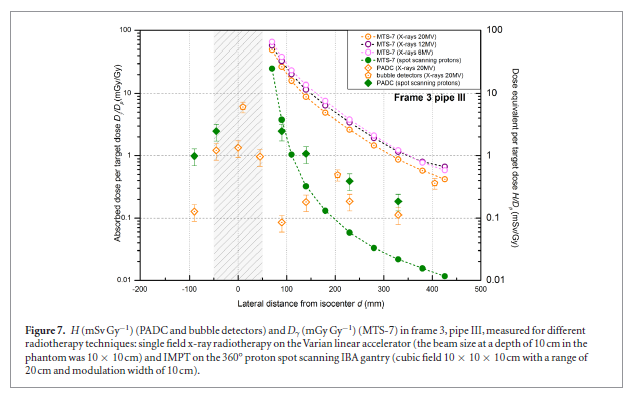 100
10
1
0.1
0.01
Absorbed dose per target dose Dγ/Dₚ(mGy/Gy)
MTS-7 (X-rays 20MV)
MTS-7 (X-rays 12MV)
MTS-7 (X-rays 6MV)
MTS-7 (spot scanning protons)
PADC (X-rays 20MV)
bubble detectors (X-rays 20MV)
PADC (spot scanning protons)
Frame 3 pipe III
100
10
1
0.1
0.01
Dose equivalent per target dose H/Dₚ (mSv/Gy)
-200 -100 0 100 200 300 400 500
Lateral distance from isocenter d (mm)
Figure 7. H (mSv Gy⁻¹) (PADC and bubble detectors) and Dγ (mGy Gy⁻¹) (MTS-7) in frame 3, pipe III, measured for different
radiotherapy techniques: single field x-ray radiotherapy on the Varian linear accelerator (the beam size at a depth of 10 cm in the
phantom was 10 × 10 cm) and IMPT on the 360° proton spot scanning IBA gantry (cubic field 10 × 10 × 10 cm with a range of
20 cm and modulation width of 10 cm).